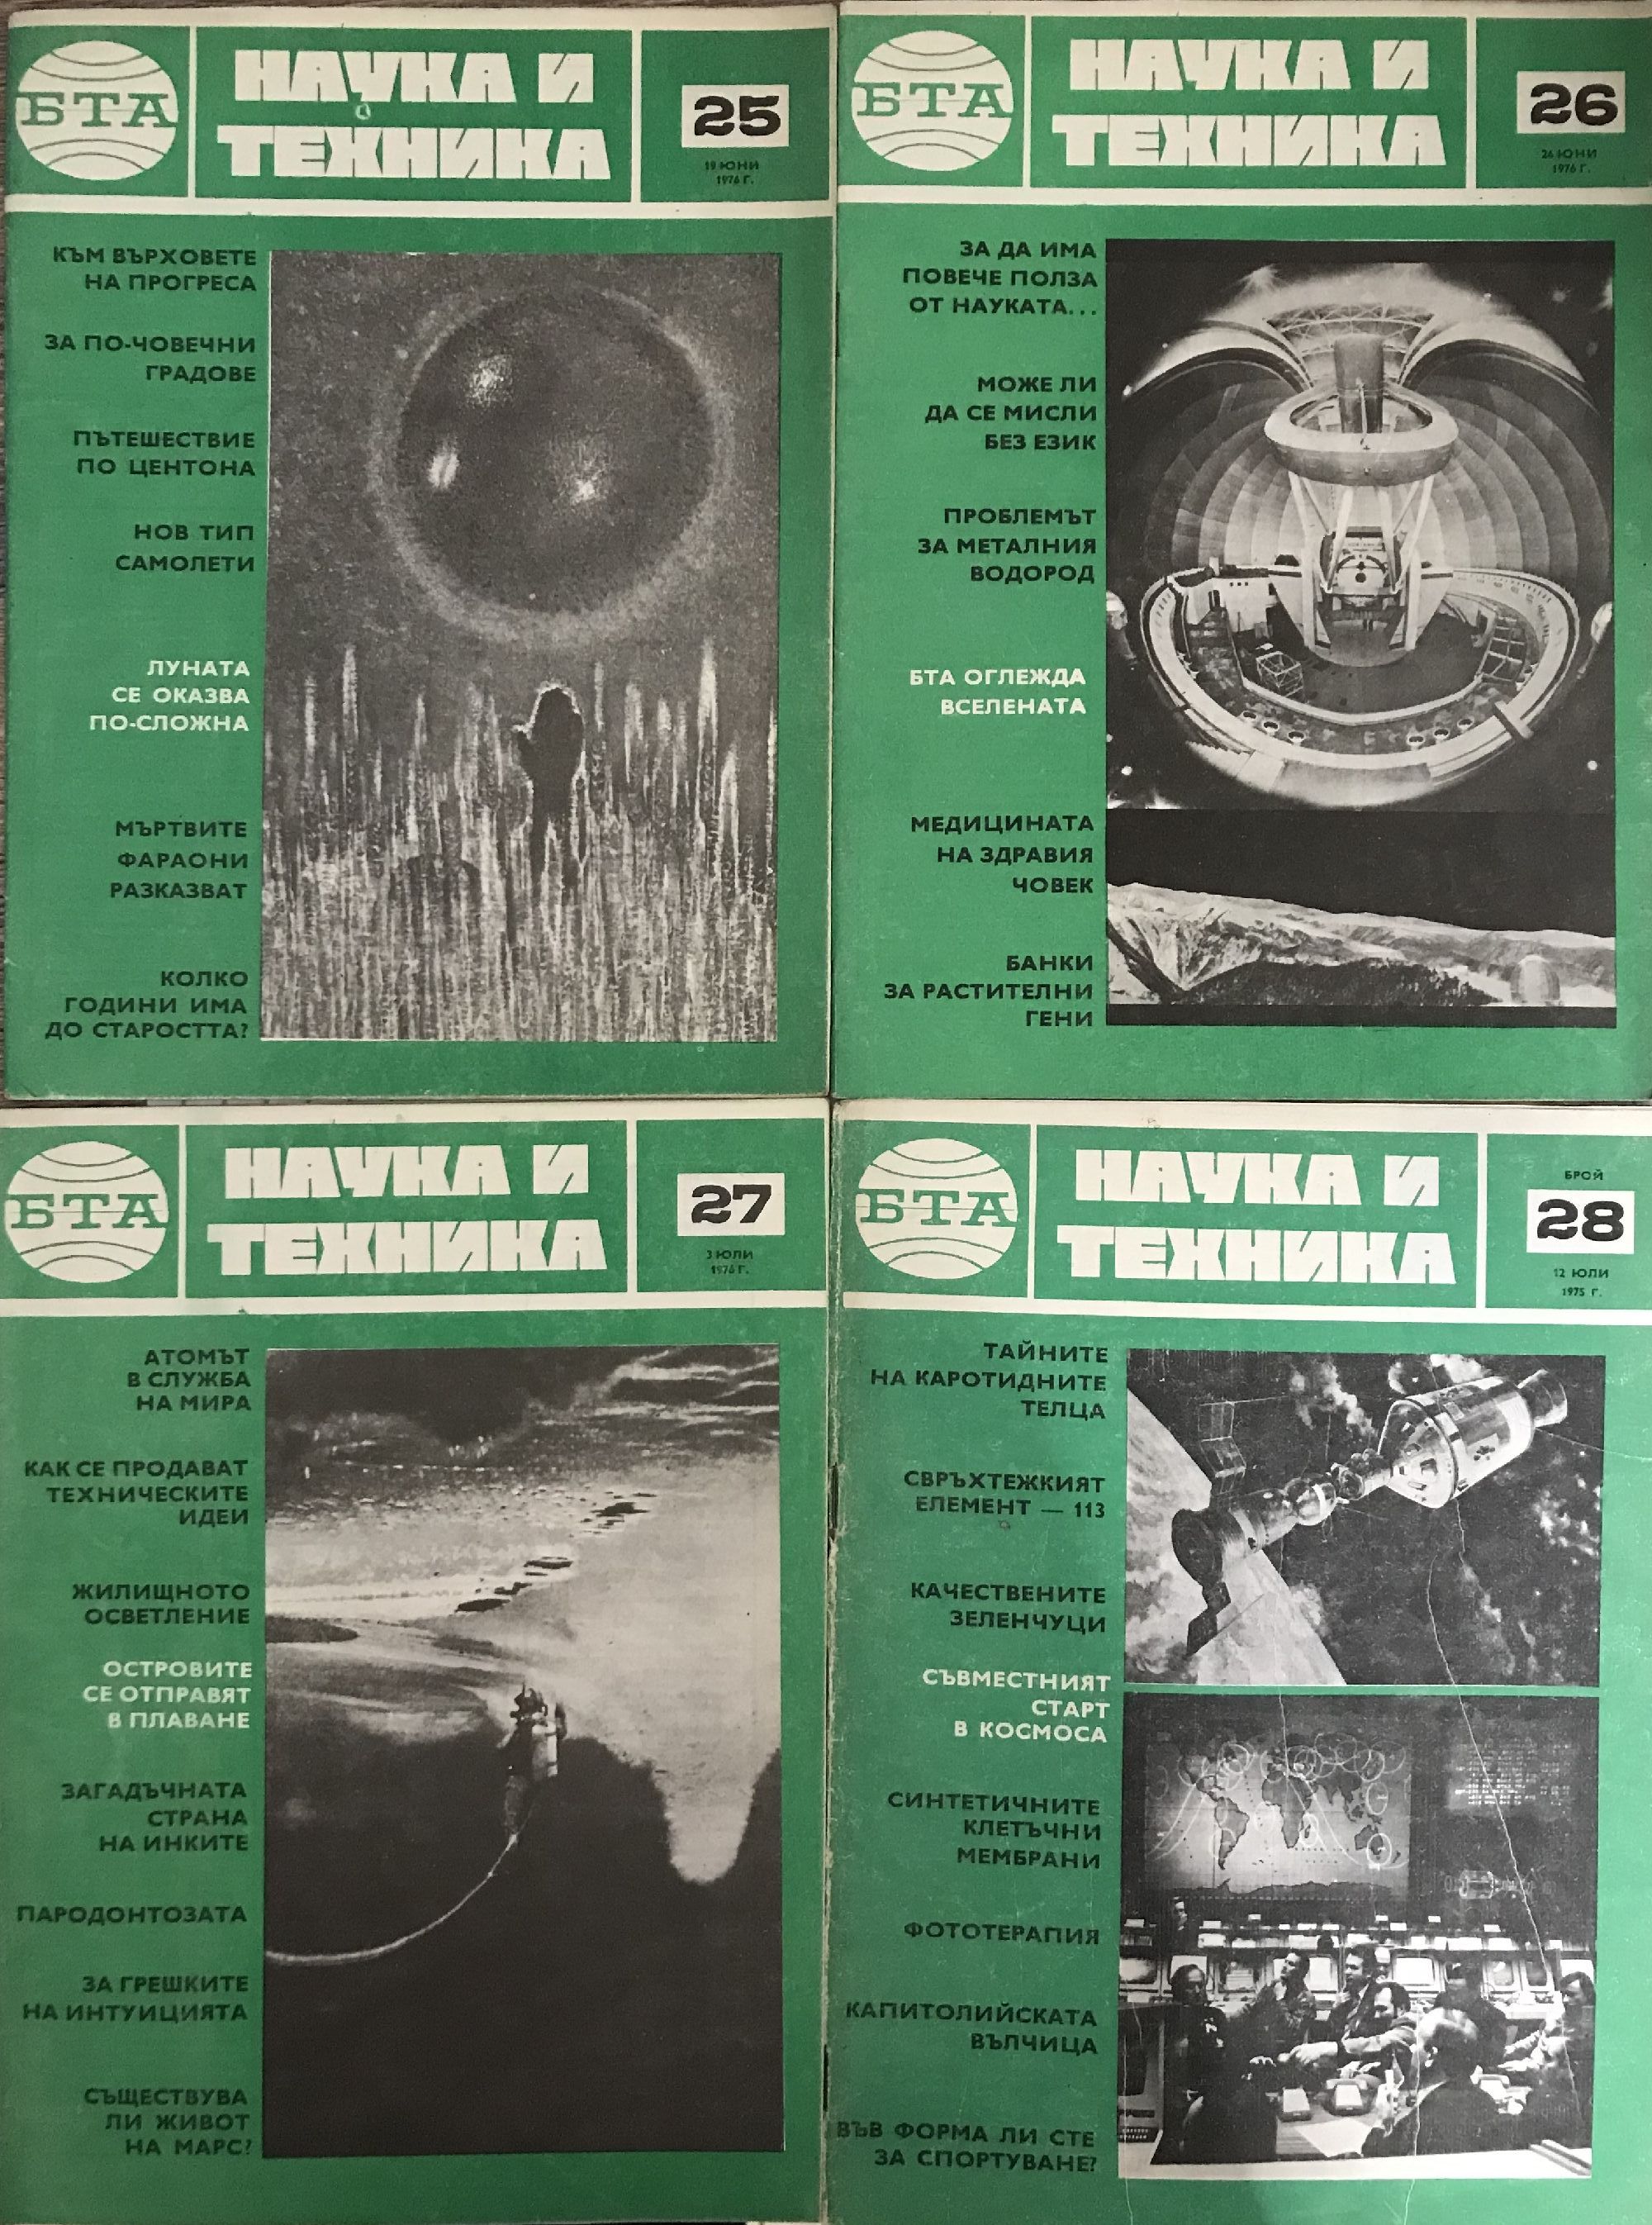 БТА
НАУКА И
ТЕХНИКА
25
19 ЮНИ
1976 Г.
КЪМ ВЪРХОВЕТЕ
НА ПРОГРЕСА
ЗА ПО-ЧОВЕЧНИ
ГРАДОВЕ
ПЪТЕШЕСТВИЕ
ПО ЦЕНТОНА
НОВ ТИП
САМОЛЕТИ
ЛУНАТА
СЕ ОКАЗВА
ПО-СЛОЖНА
МЪРТВИТЕ
ФАРАОНИ
РАЗКАЗВАТ
КОЛКО
ГОДИНИ ИМА
ДО СТАРОСТТА?
БТА
НАУКА И
ТЕХНИКА
26
26 ЮНИ
1976 Г.
ЗА ДА ИМА
ПОВЕЧЕ ПОЛЗА
ОТ НАУКАТА...
МОЖЕ ЛИ
ДА СЕ МИСЛИ
БЕЗ ЕЗИК
ПРОБЛЕМЪТ
ЗА МЕТАЛНИЯ
ВОДОРОД
БТА ОГЛЕЖДА
ВСЕЛЕНАТА
МЕДИЦИНАТА
НА ЗДРАВИЯ
ЧОВЕК
БАНКИ
ЗА РАСТИТЕЛНИ
ГЕНИ
БТА
НАУКА И
ТЕХНИКА
27
3 ЮЛИ
1976 Г.
АТОМЪТ
В СЛУЖБА
НА МИРА
КАК СЕ ПРОДАВАТ
ТЕХНИЧЕСКИТЕ
ИДЕИ
ЖИЛИЩНОТО
ОСВЕТЛЕНИЕ
ОСТРОВИТЕ
СЕ ОТПРАВЯТ
В ПЛАВАНЕ
ЗАГАДЪЧНАТА
СТРАНА
НА ИНКИТЕ
ПАРОДОНТОЗАТА
ЗА ГРЕШКИТЕ
НА ИНТУИЦИЯТА
СЪЩЕСТВУВА
ЛИ ЖИВОТ
НА МАРС?
БТА
НАУКА И
ТЕХНИКА
БРОЙ
28
12 ЮЛИ
1975 Г.
ТАЙНИТЕ
НА КАРОТИДНИТЕ
ТЕЛЦА
СВРЪХТЕЖКИЯТ
ЕЛЕМЕНТ — 113
КАЧЕСТВЕНИТЕ
ЗЕЛЕНЧУЦИ
СЪВМЕСТНИЯТ
СТАРТ
В КОСМОСА
СИНТЕТИЧНИТЕ
КЛЕТЪЧНИ
МЕМБРАНИ
ФОТОТЕРАПИЯ
КАПИТОЛИЙСКАТА
ВЪЛЧИЦА
ВЪВ ФОРМА ЛИ СТЕ
ЗА СПОРТУВАНЕ?